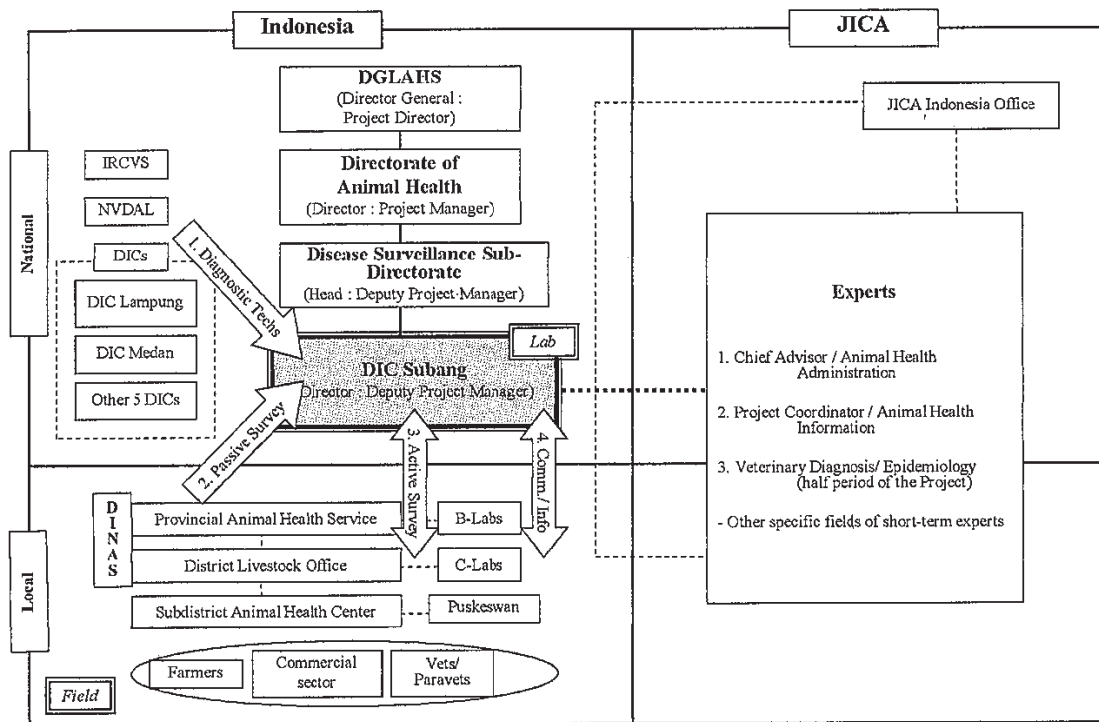 Indonesia
JICA
DGLAHS
(Director General :
Project Director)
JICA Indonesia Office
National
IRCVS
Directorate of
Animal Health
(Director : Project Manager)
NVDAL
DICs
1. Diagnostic Techs
Disease Surveillance Sub-
Directorate
(Head : Deputy Project Manager)
DIC Lampung
DIC Medan
Other 5 DICs
Lab
DIC Subang
(Director : Deputy Project Manager)
Experts
1. Chief Advisor / Animal Health
Administration
2. Project Coordinator / Animal Health
Information
3. Veterinary Diagnosis/ Epidemiology
(half period of the Project)
- Other specific fields of short-term experts
2. Passive Survey
3. Active Survey
4. Comm./ Info
Local
DINAS
Provincial Animal Health Service
B-Labs
District Livestock Office
C-Labs
Subdistrict Animal Health Center
Puskeswan
Farmers
Commercial
sector
Vets/
Paravets
Field